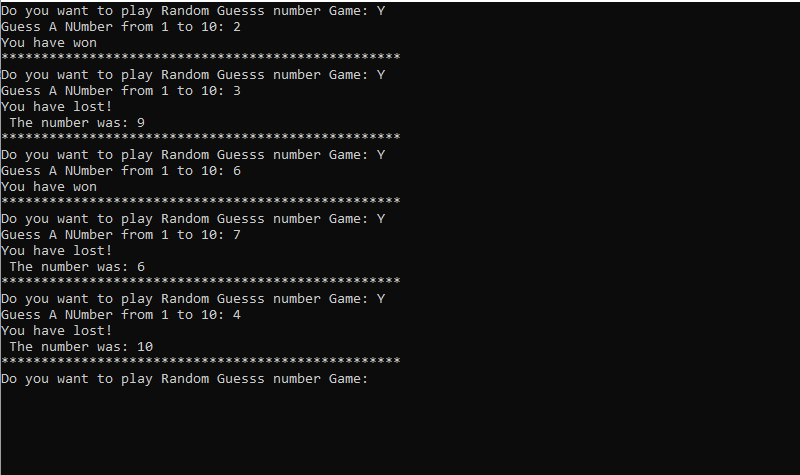 Do you want to play Random Guesss number Game: Y
Guess A NUmber from 1 to 10: 2
You have won
**************************************************
Do you want to play Random Guesss number Game: Y
Guess A NUmber from 1 to 10: 3
You have lost!
 The number was: 9
**************************************************
Do you want to play Random Guesss number Game: Y
Guess A NUmber from 1 to 10: 6
You have won
**************************************************
Do you want to play Random Guesss number Game: Y
Guess A NUmber from 1 to 10: 7
You have lost!
 The number was: 6
**************************************************
Do you want to play Random Guesss number Game: Y
Guess A NUmber from 1 to 10: 4
You have lost!
 The number was: 10
**************************************************
Do you want to play Random Guesss number Game: